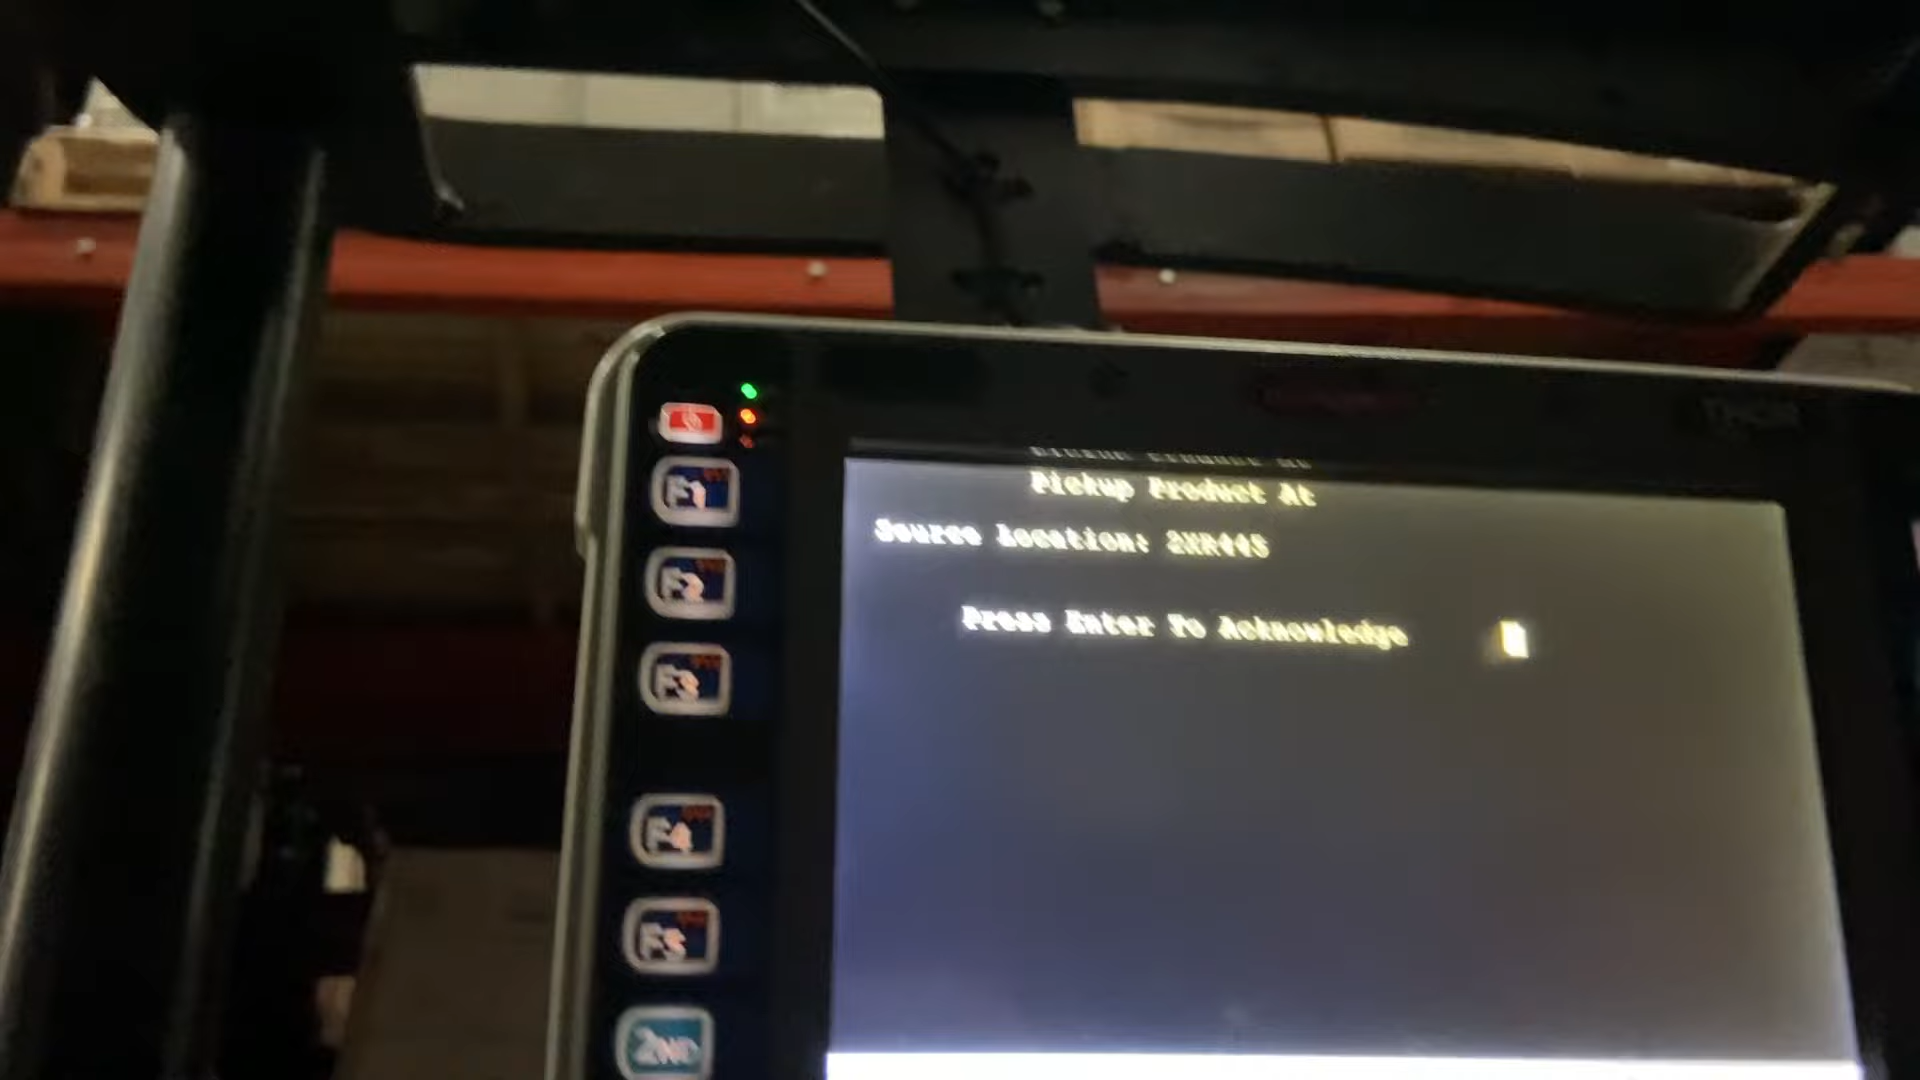 Pickup Product At
Source Location: 2XR445
Press Enter To Acknowledge
F1
F2
F3
F4
F5
2ND